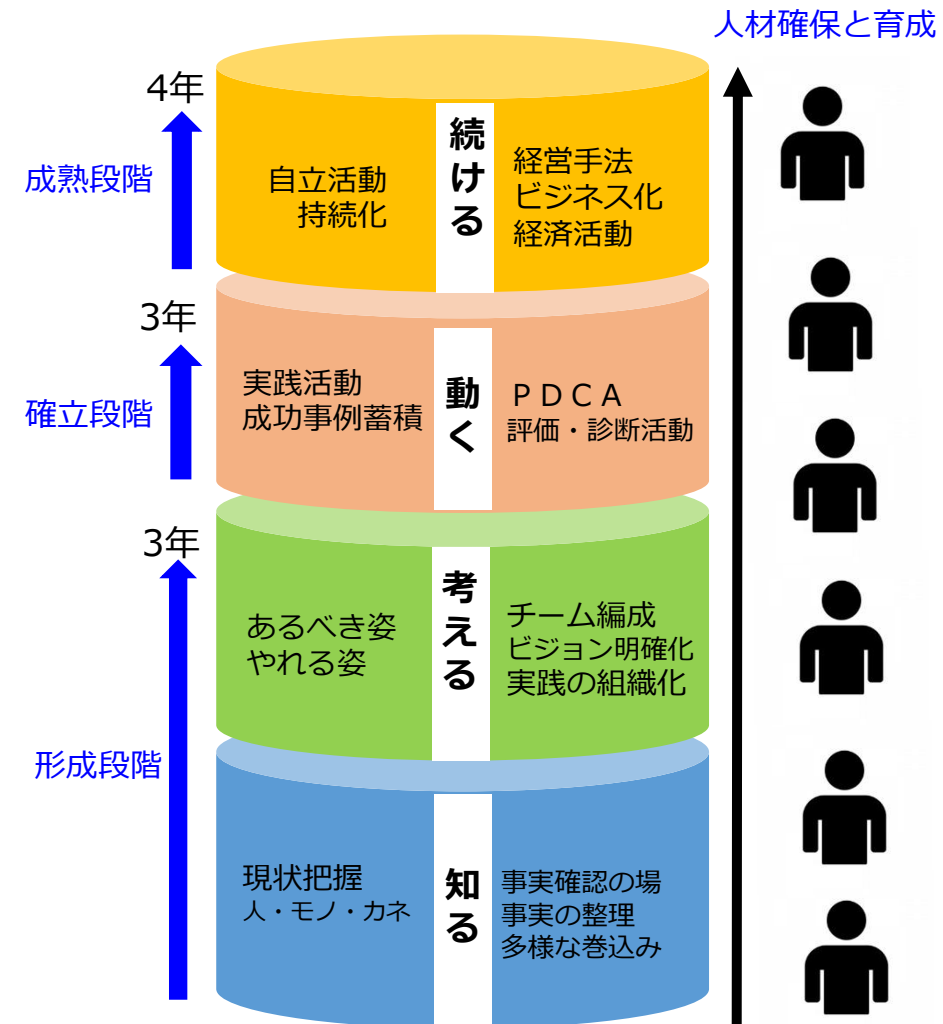 人材確保と育成
4年
成熟段階
自立活動
持続化
続ける
経営手法
ビジネス化
経済活動
3年
確立段階
実践活動
成功事例蓄積
動く
ＰＤＣＡ
評価・診断活動
3年
形成段階
あるべき姿
やれる姿
考える
チーム編成
ビジョン明確化
実践の組織化
現状把握
人・モノ・カネ
知る
事実確認の場
事実の整理
多様な巻込み